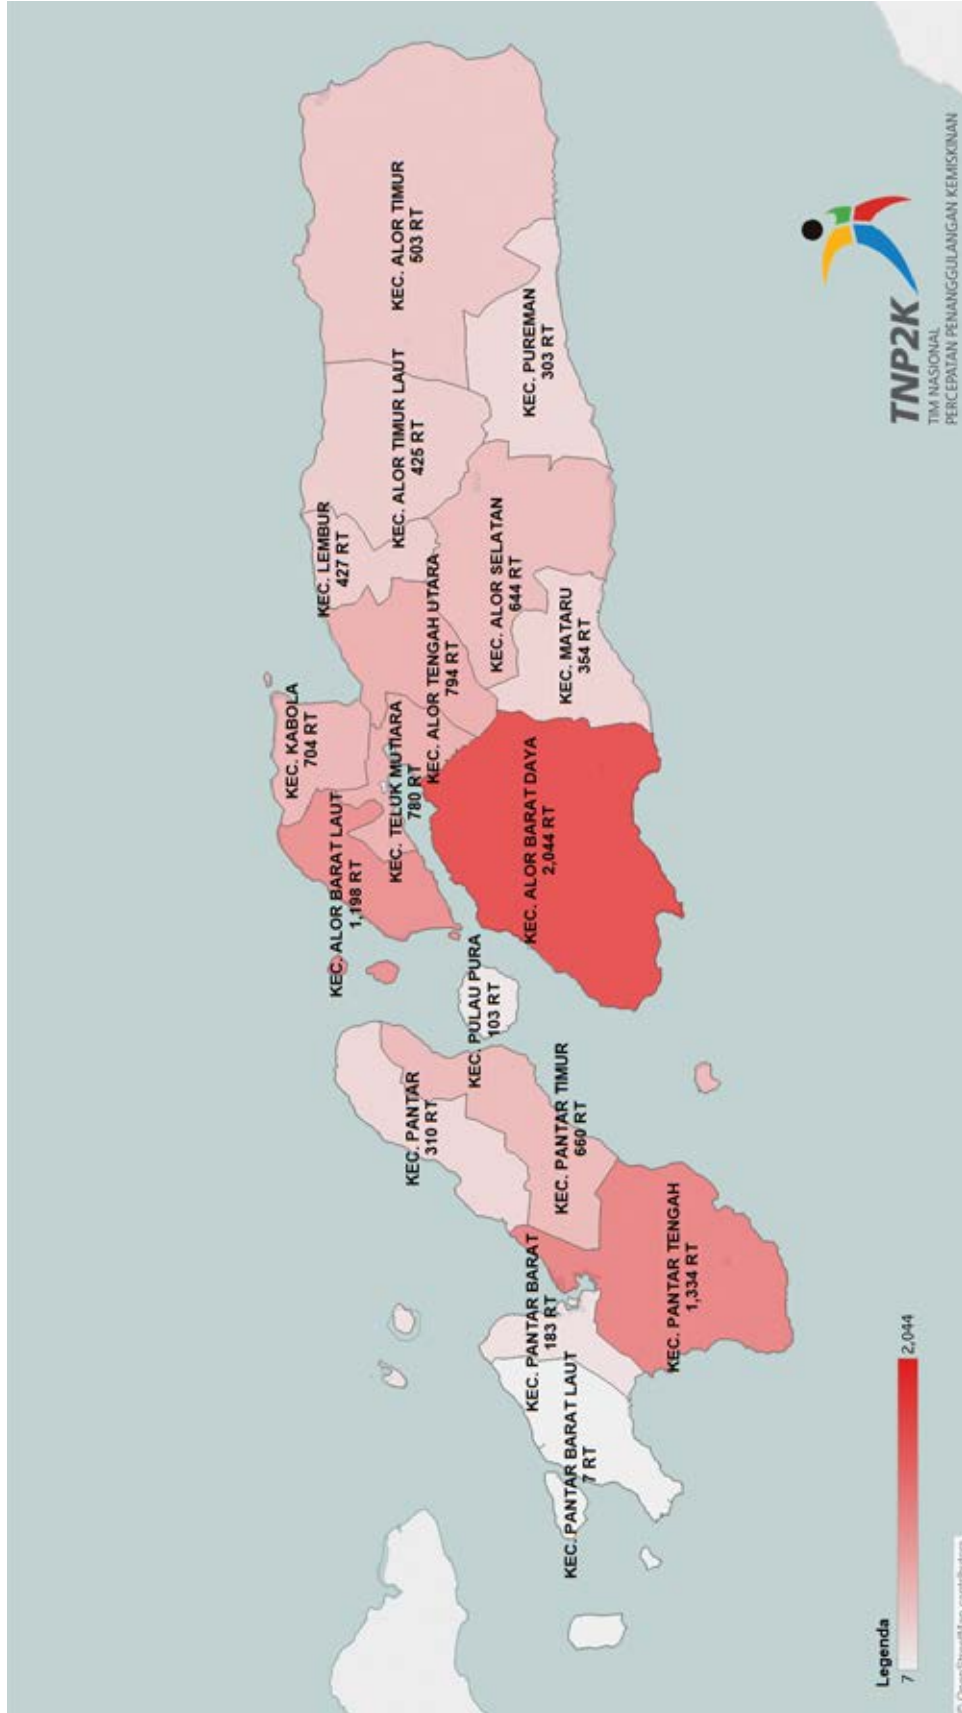 KEC. ALOR TIMUR
503 RT
KEC. PUREMAN
303 RT
KEC. ALOR TIMUR LAUT
425 RT
KEC. LEMBUR
427 RT
KEC. ALOR SELATAN
644 RT
KEC. MATARU
354 RT
KEC. ALOR TENGAH UTARA
794 RT
KEC. KABOLA
704 RT
KEC. TELUK MUTIARA
780 RT
KEC. ALOR BARAT LAUT
1,198 RT
KEC. ALOR BARAT DAYA
2,044 RT
KEC. PULAU PURA
103 RT
KEC. PANTAR
310 RT
KEC. PANTAR TIMUR
660 RT
KEC. PANTAR TENGAH
1,334 RT
KEC. PANTAR BARAT
183 RT
KEC. PANTAR BARAT LAUT
7 RT
Legenda
7
2,044
TNP2K
TIM NASIONAL
PERCEPATAN PENANGGULANGAN KEMISKINAN